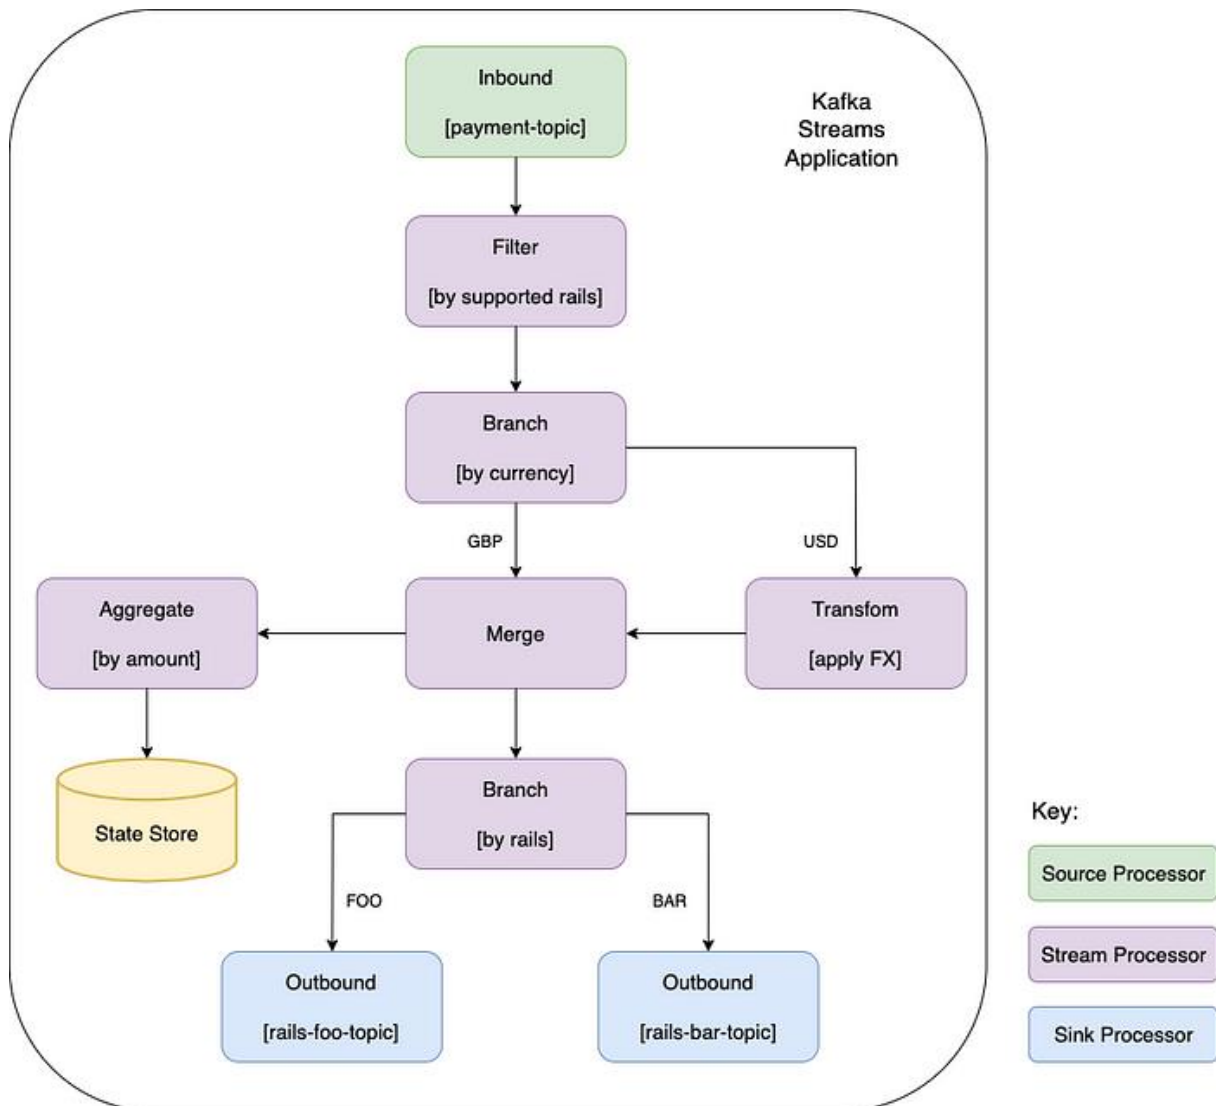 Inbound
[payment-topic]
Kafka
Streams
Application
Filter
[by supported rails]
Branch
[by currency]
GBP
USD
Aggregate
[by amount]
Merge
Transfom
[apply FX]
State Store
Branch
[by rails]
FOO
BAR
Outbound
[rails-foo-topic]
Outbound
[rails-bar-topic]
Key:
Source Processor
Stream Processor
Sink Processor